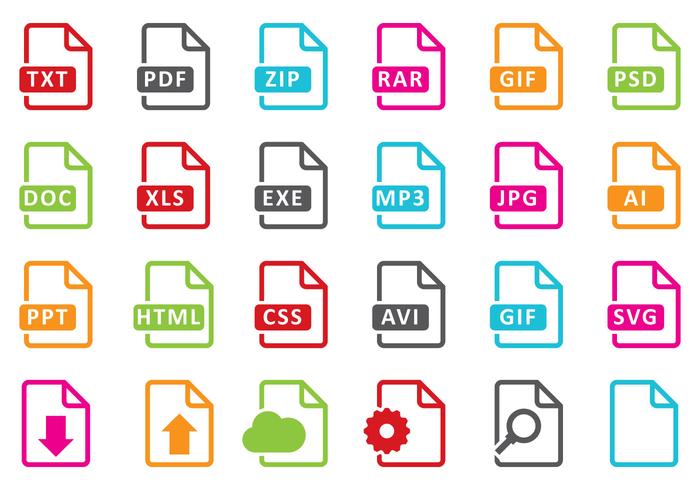 TXT PDF ZIP RAR GIF PSD
DOC XLS EXE MP3 JPG AI
PPT HTML CSS AVI GIF SVG